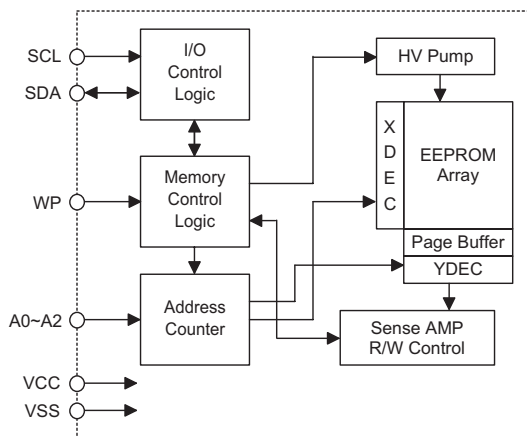 SCL
SDA
I/O
Control
Logic
HV Pump
X
D
E
C
EEPROM
Array
WP
Memory
Control
Logic
Page Buffer
YDEC
A0~A2
Address
Counter
Sense AMP
R/W Control
VCC
VSS